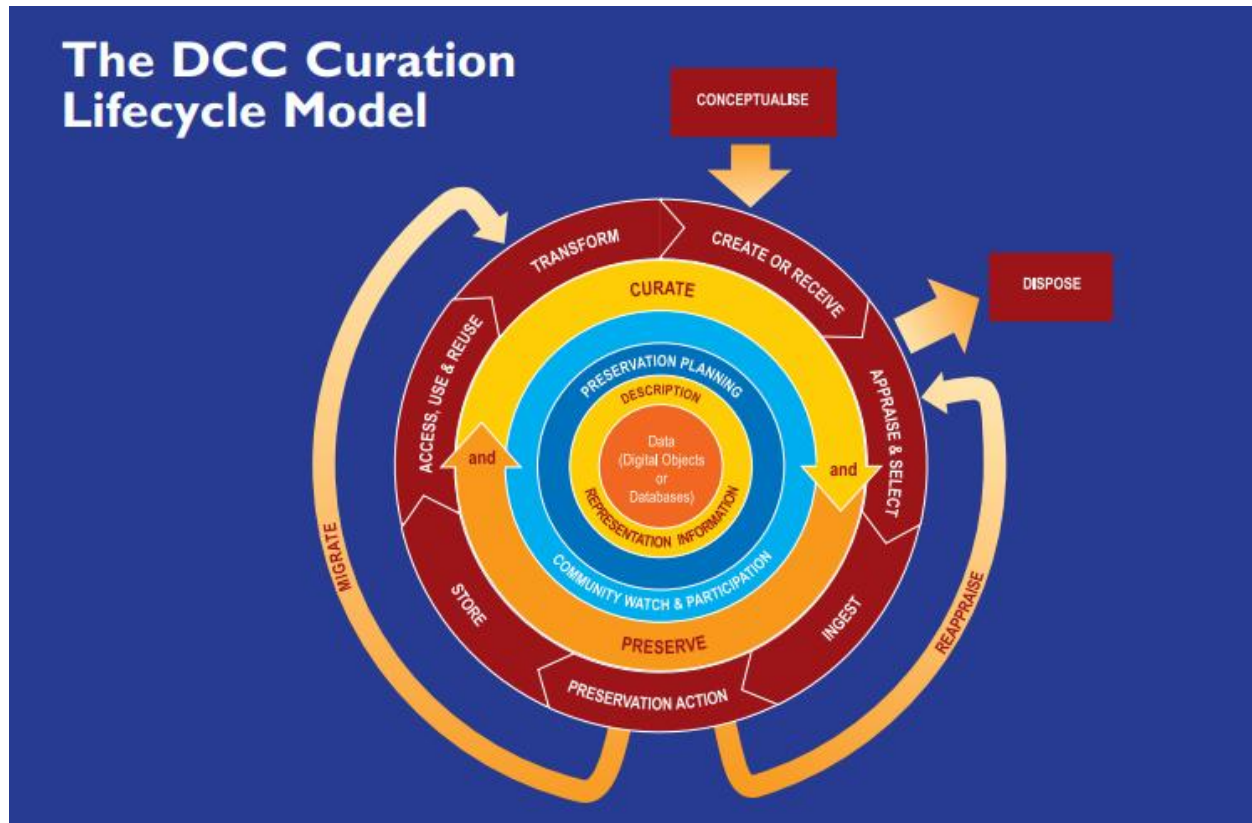 The DCC Curation
Lifecycle Model
CONCEPTUALISE
DISPOSE
TRANSFORM
CREATE OR RECEIVE
APPRAISE & SELECT
INGEST
PRESERVATION ACTION
STORE
ACCESS, USE & REUSE
MIGRATE
REAPPRAISE
CURATE
and
PRESERVE
and
PRESERVATION PLANNING
COMMUNITY WATCH & PARTICIPATION
DESCRIPTION
REPRESENTATION INFORMATION
Data
(Digital Objects
or
Databases)